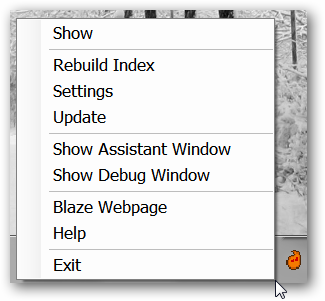 Show
Rebuild Index
Settings
Update
Show Assistant Window
Show Debug Window
Blaze Webpage
Help
Exit